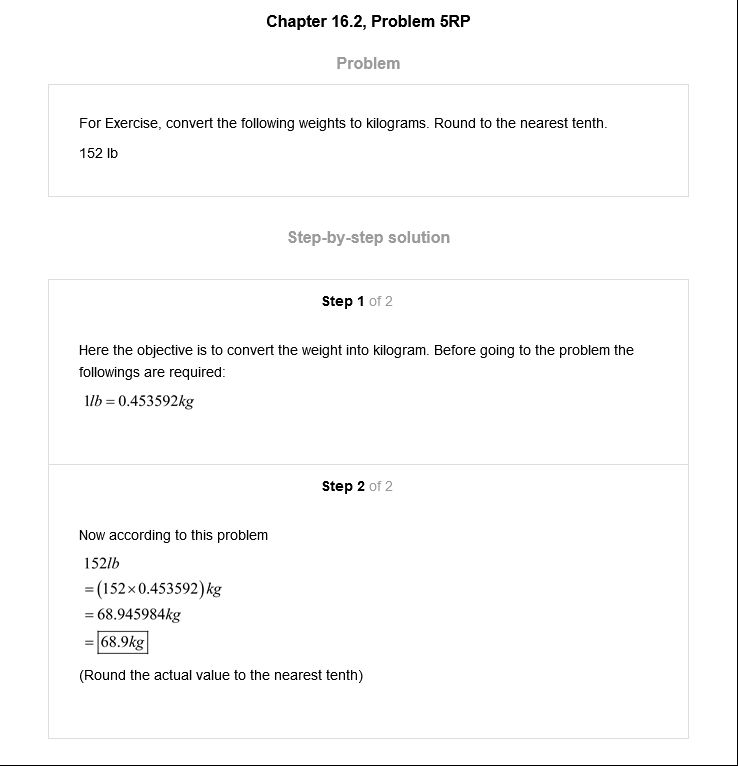 Chapter 16.2, Problem 5RP
Problem
For Exercise, convert the following weights to kilograms. Round to the nearest tenth.
152 lb
Step-by-step solution
Step 1 of 2
Here the objective is to convert the weight into kilogram. Before going to the problem the
followings are required:
1lb = 0.453592kg
Step 2 of 2
Now according to this problem
152lb
= (152×0.453592) kg
= 68.945984kg
= 68.9kg
(Round the actual value to the nearest tenth)